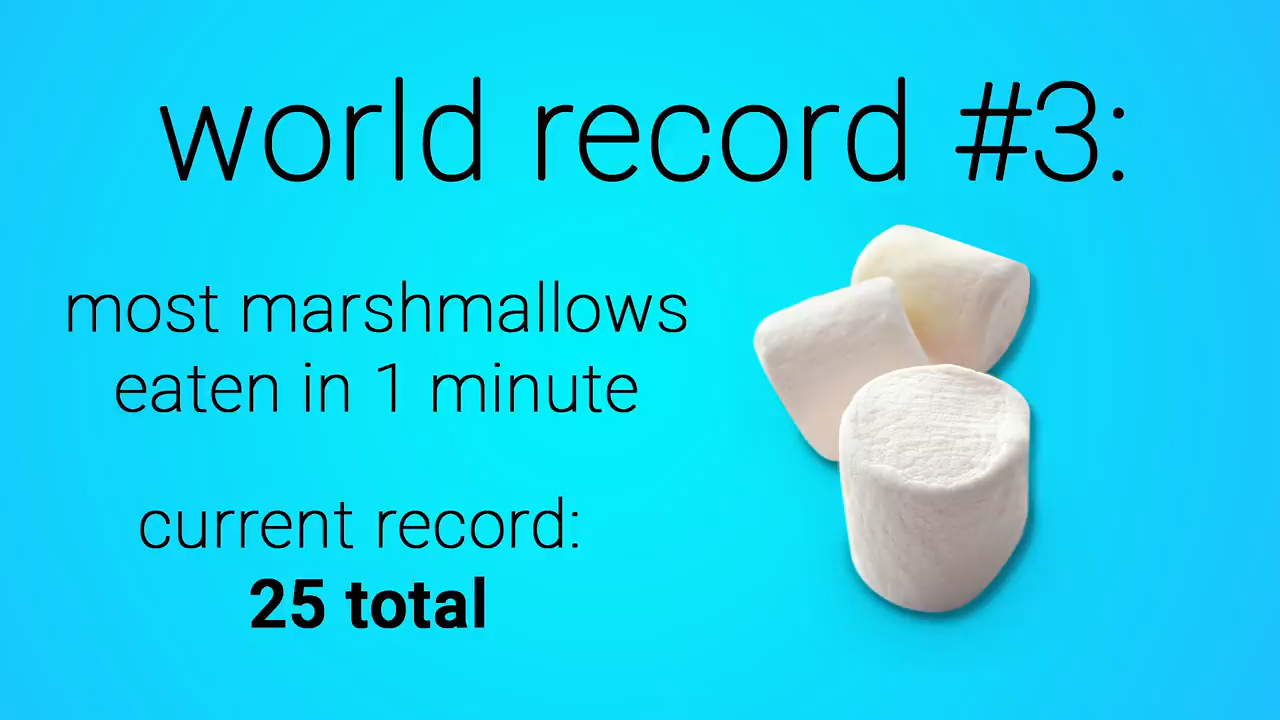 world record #3:
most marshmallows
eaten in 1 minute
current record:
25 total